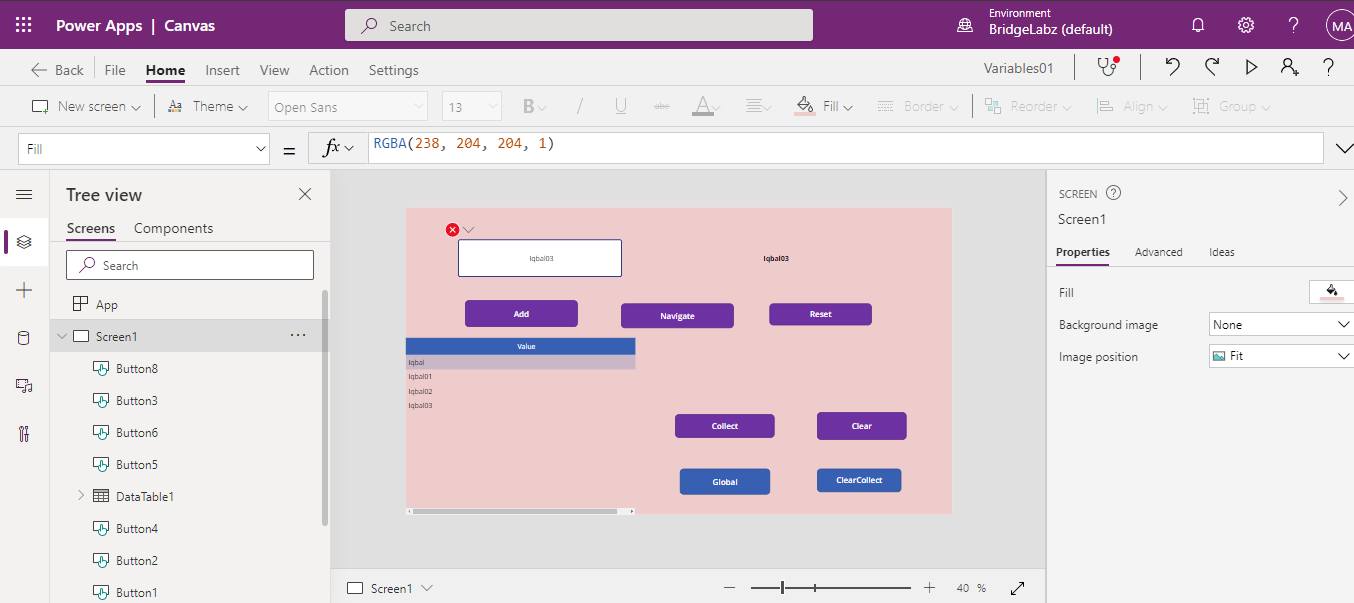 Power Apps | Canvas
Search
Environment
BridgeLabz (default)
?
MA
Back
File
Home
Insert
View
Action
Settings
Variables01
?
New screen
Theme
Open Sans
13
B
/
U
abc
A
Fill
Border
Reorder
Align
Group
Fill
=
fx
RGBA(238, 204, 204, 1)
Tree view
Screens
Components
Search
App
Screen1
...
Button8
Button3
Button6
Button5
DataTable1
Button4
Button2
Button1
Iqbal03
Iqbal03
Add
Navigate
Reset
Value
Iqbal
Iqbal01
Iqbal02
Iqbal03
Collect
Clear
Global
ClearCollect
Screen1
40 %
SCREEN ?
Screen1
Properties
Advanced
Ideas
Fill
Background image
None
Image position
Fit